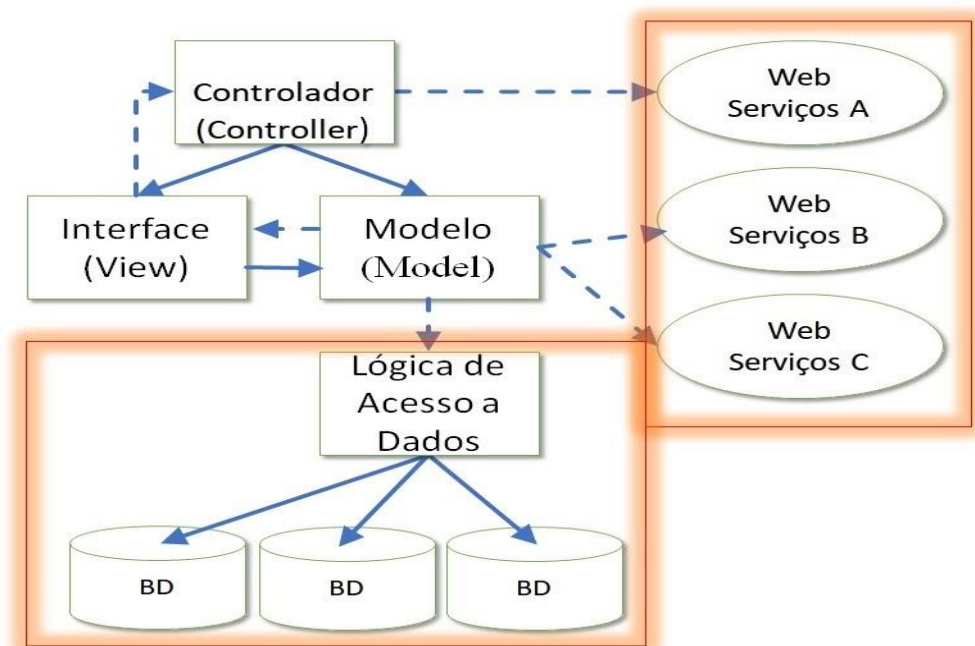 Controlador
(Controller)
Web
Serviços A
Interface
(View)
Modelo
(Model)
Web
Serviços B
Web
Serviços C
Lógica de
Acesso a
Dados
BD
BD
BD